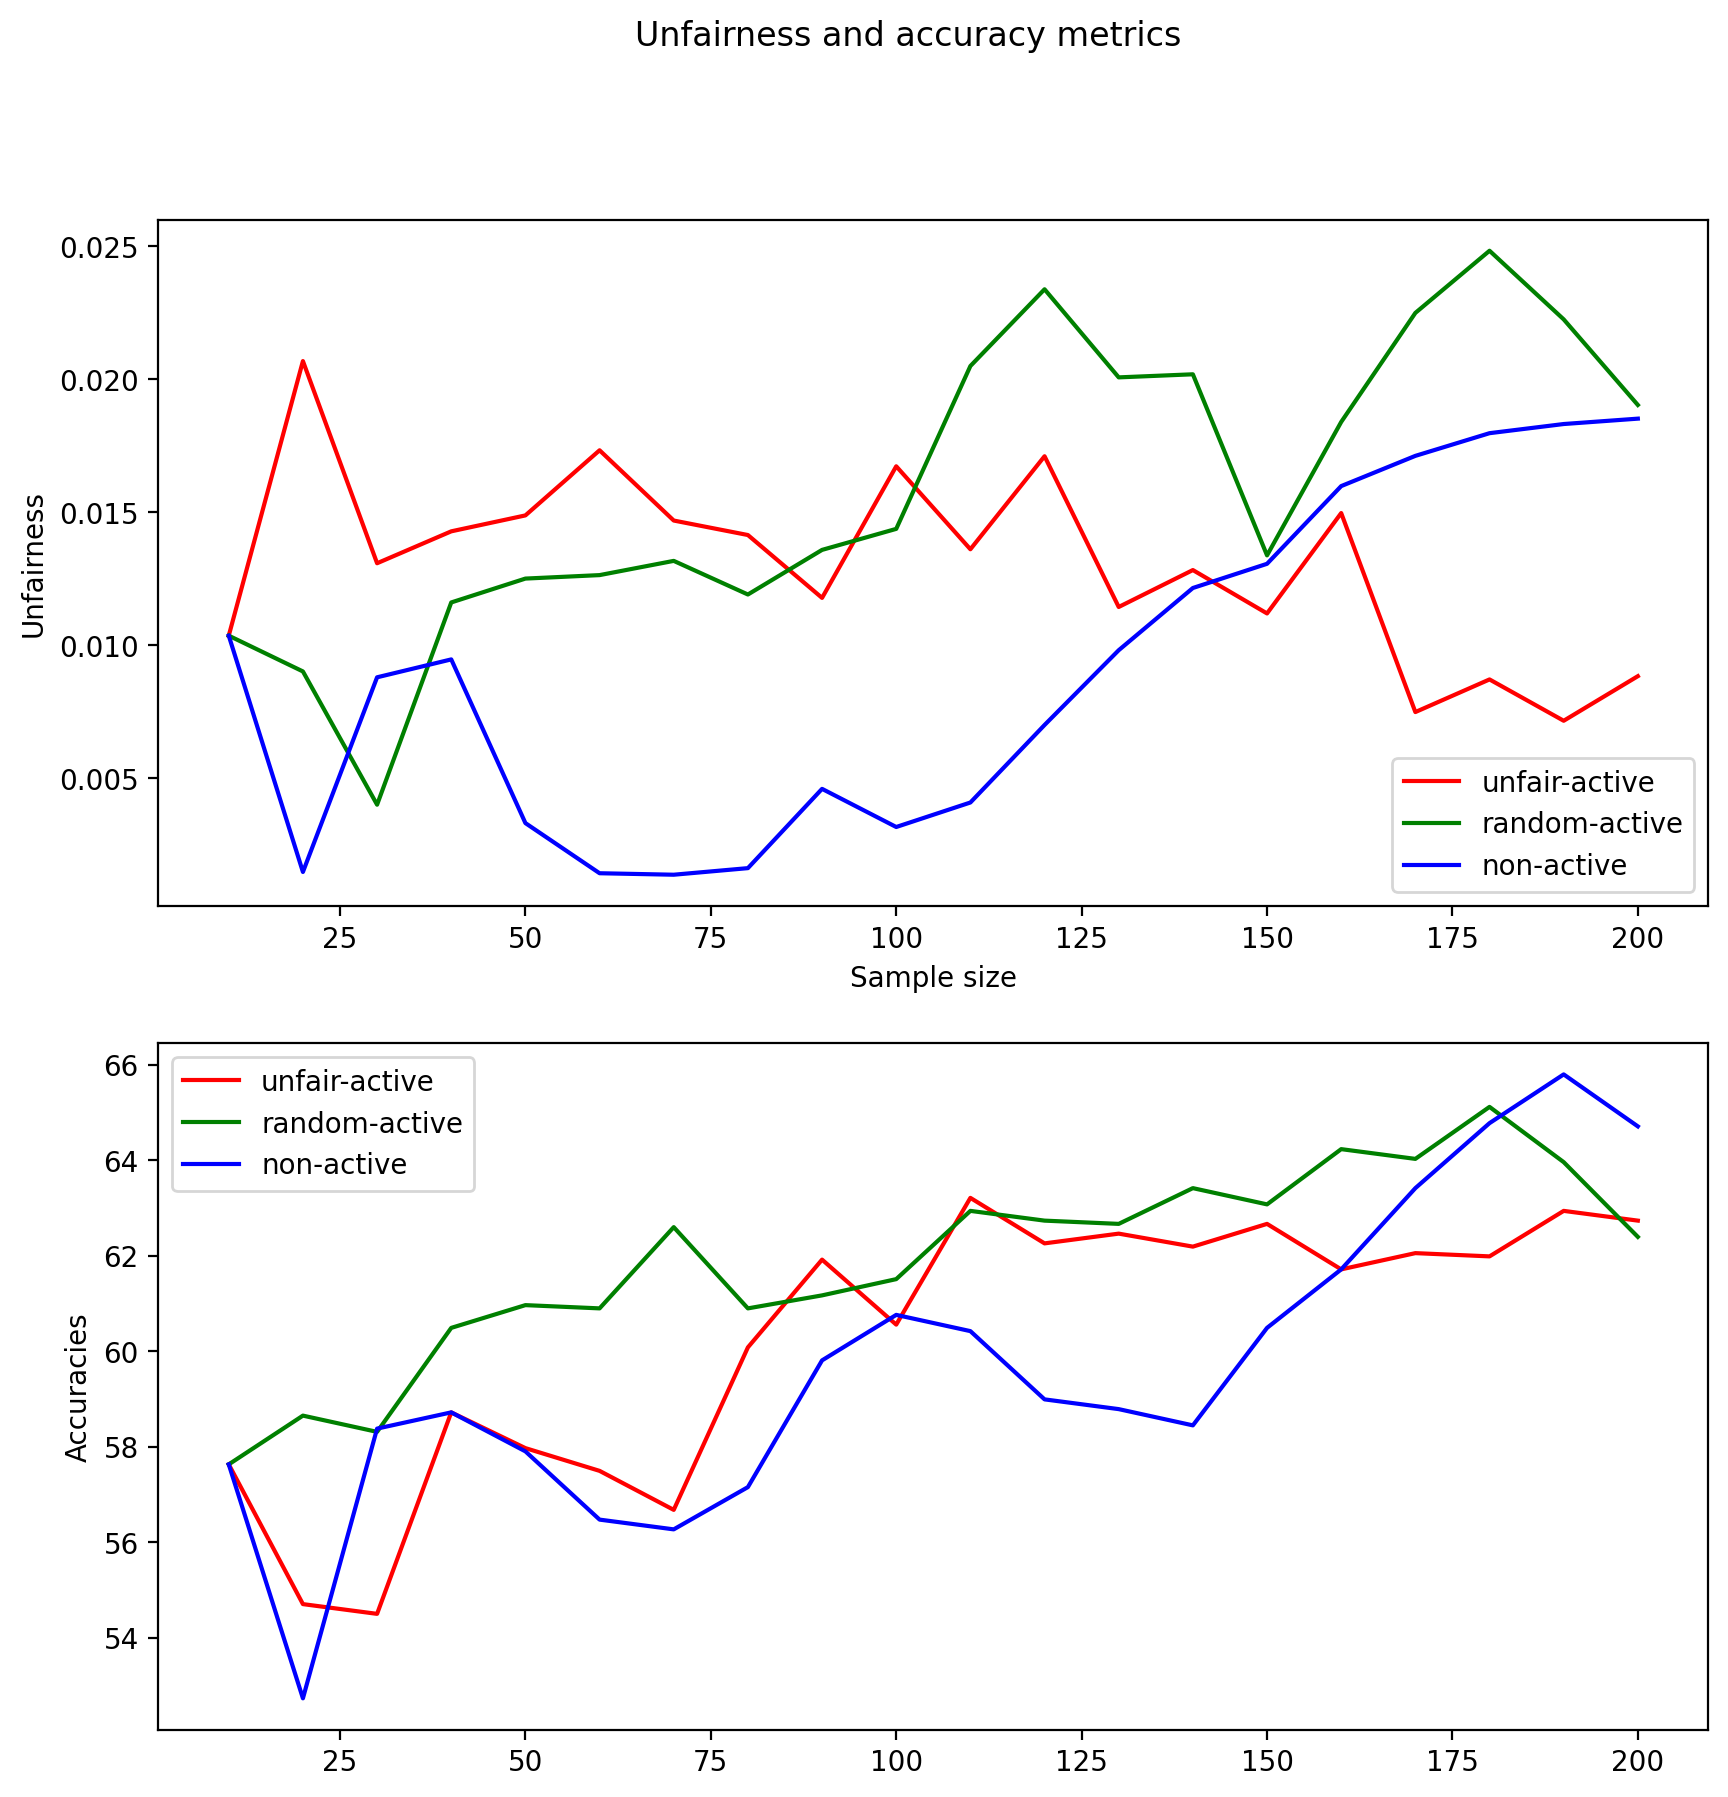 Unfairness and accuracy metrics
0.025
0.020
0.015
0.010
0.005
Unfairness
unfair-active
random-active
non-active
25 50 75 100 125 150 175 200
Sample size
66
64
62
60
58
56
54
Accuracies
unfair-active
random-active
non-active
25 50 75 100 125 150 175 200